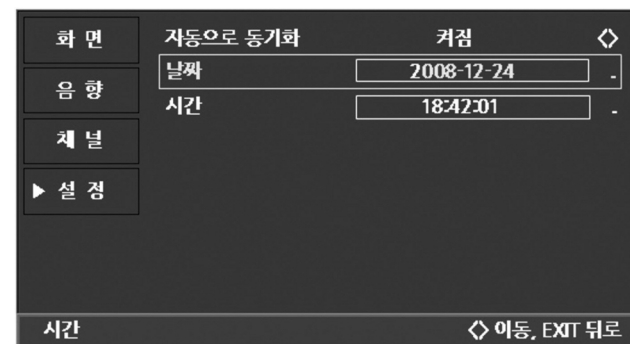 화 면
음 향
채 널
▶ 설 정
자동으로 동기화 켜짐 <>
날짜 2008-12-24 .
시간 18:42:01 .
시간 <> 이동, EXIT 뒤로